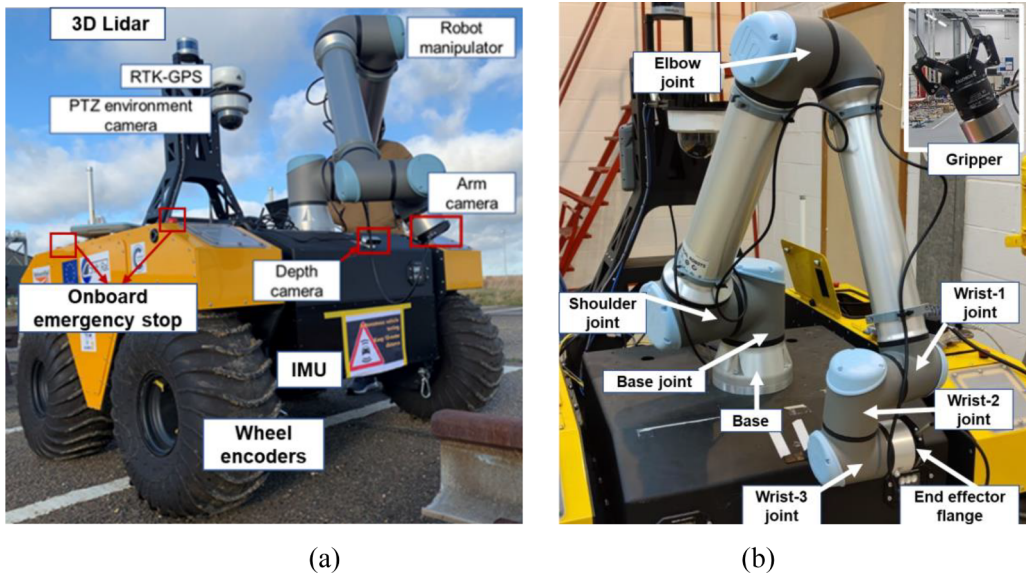 3D Lidar
Robot
manipulator
RTK-GPS
PTZ environment
camera
Arm
camera
Depth
camera
Onboard
emergency stop
IMU
Wheel
encoders
(a)
Elbow
joint
Gripper
Shoulder
joint
Wrist-1
joint
Base joint
Base
Wrist-2
joint
Wrist-3
joint
End effector
flange
(b)